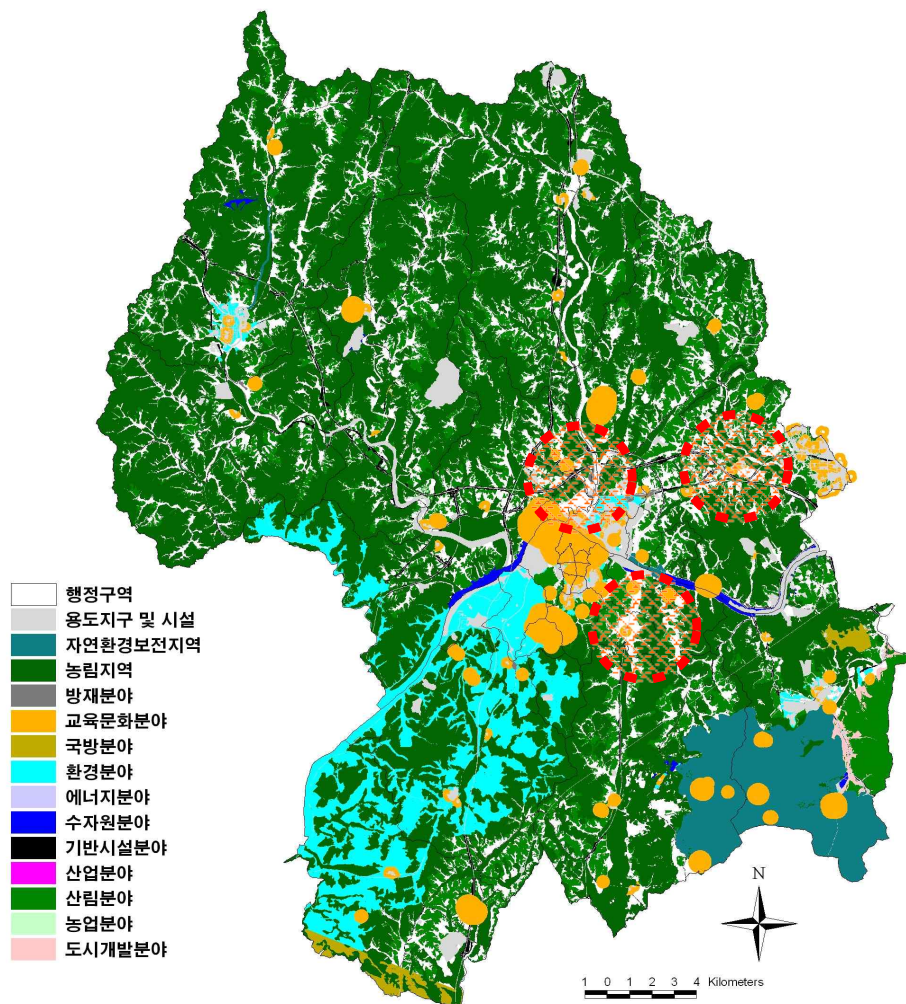 행정구역
용도지구 및 시설
자연환경보전지역
농림지역
방재분야
교육문화분야
국방분야
환경분야
에너지분야
수자원분야
기반시설분야
산업분야
산림분야
농업분야
도시개발분야
N
1 0 1 2 3 4 Kilometers